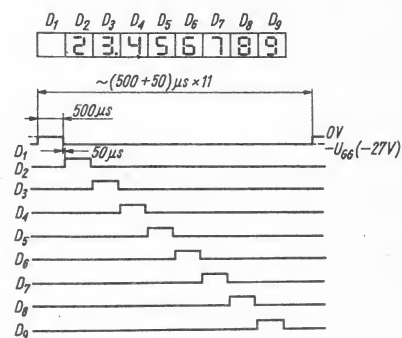 D₁ D₂ D₃ D₄ D₅ D₆ D₇ D₈ D₉
2 3. 4 5 6 7 8 9
~(500+50)μs×11
500μs
0V
D₁
-U_GG(-27V)
50μs
D₂
D₃
D₄
D₅
D₆
D₇
D₈
D₉